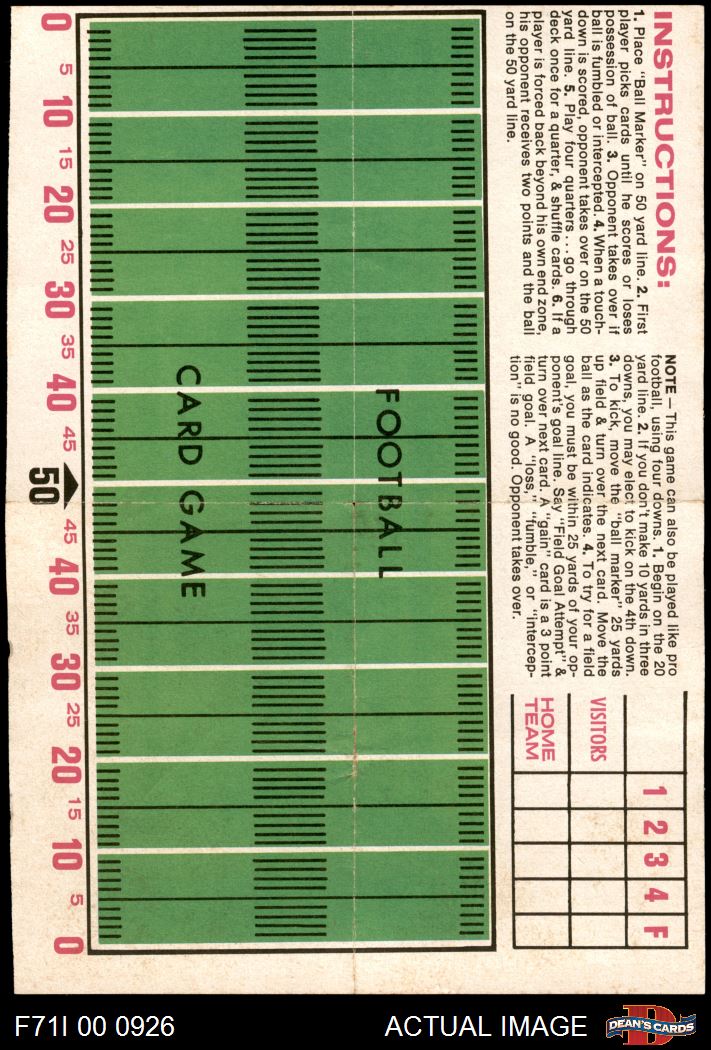 INSTRUCTIONS:
1. Place "Ball Marker" on 50 yard line. 2. First
player picks cards until he scores or loses
possession of ball. 3. Opponent takes over if
ball is fumbled or intercepted. 4. When a touch-
down is scored, opponent takes over on the 50
yard line. 5. Play four quarters....go through
deck once for a quarter, & shuffle cards. 6. If a
player is forced back beyond his own end zone,
his opponent receives two points and the ball
on the 50 yard line.
NOTE — This game can also be played like pro
football, using four downs. 1. Begin on the 20
yard line. 2. If you don't make 10 yards in three
downs, you may elect to kick on the 4th down.
3. To kick, move the "ball marker" 25 yards
up field & turn over the next card. Move the
ball as the card indicates. 4. To try for a field
goal, you must be within 25 yards of your op-
ponent's goal line. Say "Field Goal Attempt" &
turn over next card. A "gain" card is a 3 point
field goal. A "loss," "fumble," or "intercep-
tion" is no good. Opponent takes over.
1 2 3 4 F
VISITORS
HOME
TEAM
FOOTBALL
CARD GAME
0 5 10 15 20 25 30 35 40 45 50 45 40 35 30 25 20 15 10 5 0
F71I 00 0926
ACTUAL IMAGE
D
DEAN'S CARDS